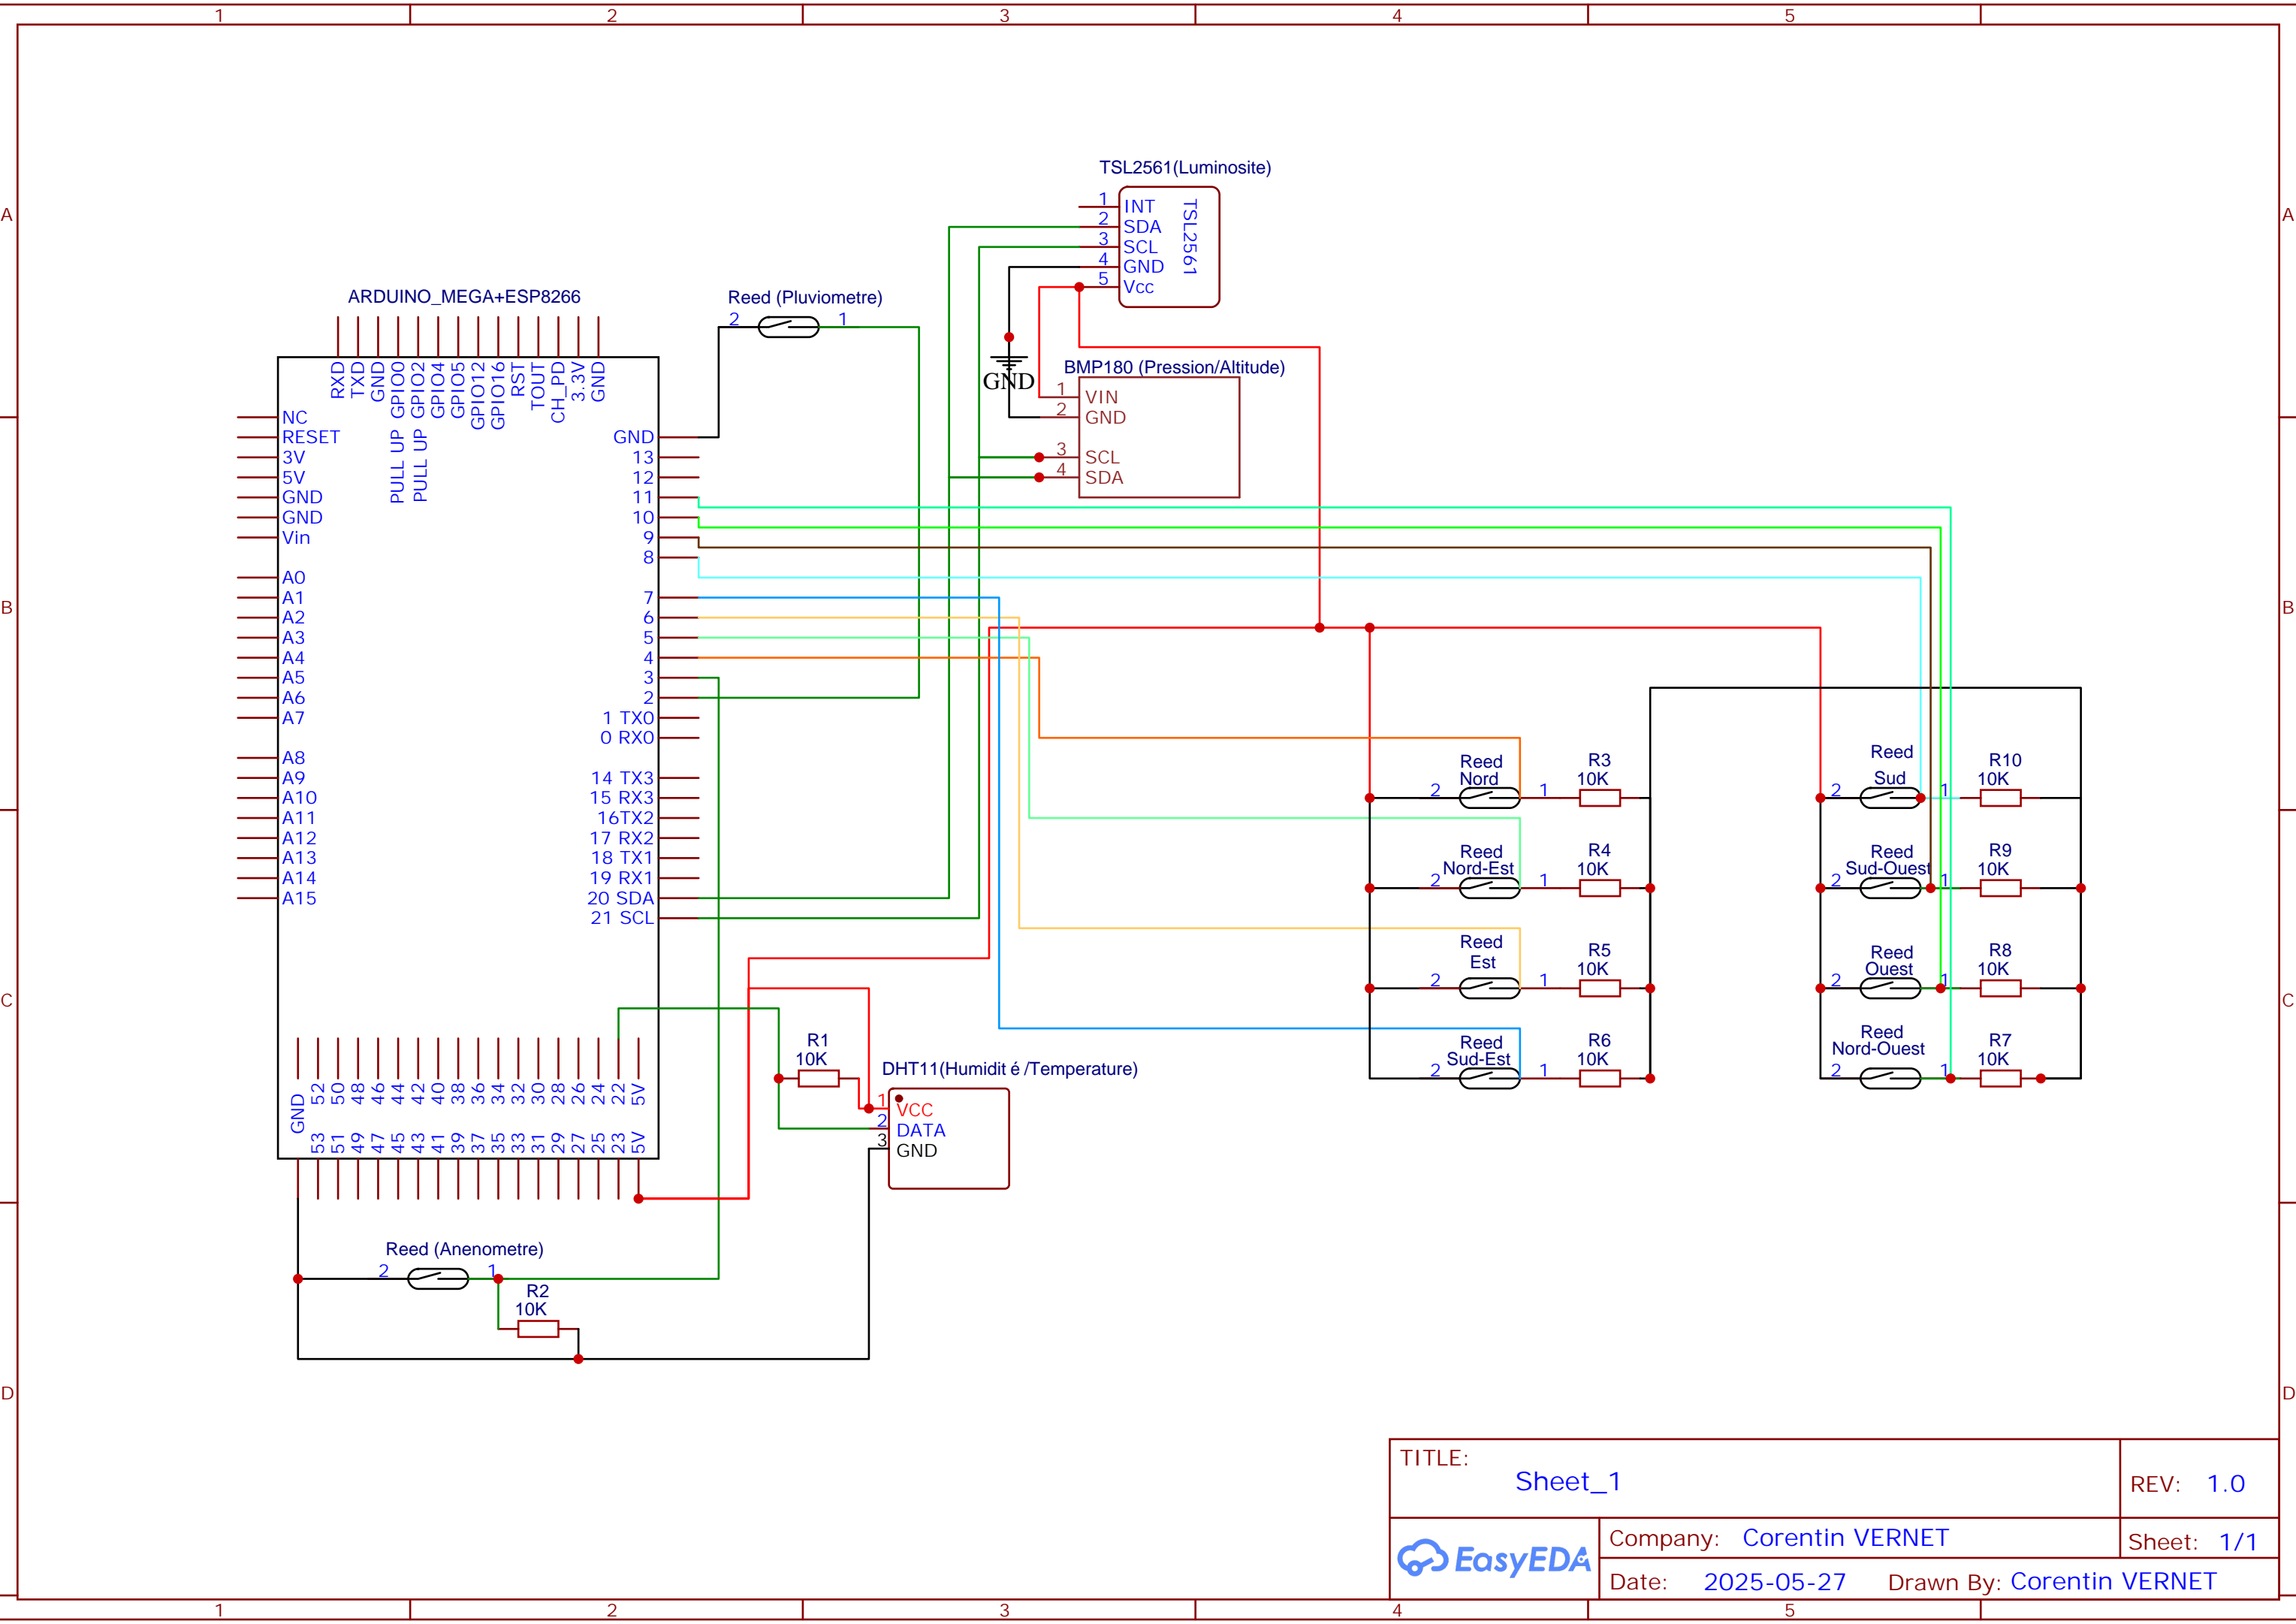 1 2 3 4 5
A A
B B
C C
D D
1 2 3 4 5
ARDUINO_MEGA+ESP8266
RXD
TXD
GND
PULL UP GPIO0
PULL UP GPIO2
GPIO4
GPIO5
GPIO12
GPIO16
RST
TOUT
CH_PD
3.3V
GND
NC
RESET
3V
5V
GND
GND
Vin
A0
A1
A2
A3
A4
A5
A6
A7
A8
A9
A10
A11
A12
A13
A14
A15
GND
13
12
11
10
9
8
7
6
5
4
3
2
1 TX0
0 RX0
14 TX3
15 RX3
16TX2
17 RX2
18 TX1
19 RX1
20 SDA
21 SCL
GND
52
50
48
46
44
42
40
38
36
34
32
30
28
26
24
22
5V
53
51
49
47
45
43
41
39
37
35
33
31
29
27
25
23
5V
Reed (Pluviometre)
2 1
TSL2561(Luminosite)
1 INT
2 SDA
3 SCL
4 GND
5 Vcc
TSL2561
GND
BMP180 (Pression/Altitude)
1 VIN
2 GND
3 SCL
4 SDA
R1
10K
DHT11(Humidit é /Temperature)
1 VCC
2 DATA
3 GND
Reed (Anenometre)
2 1
R2
10K
Reed
Nord
2 1
R3
10K
Reed
Nord-Est
2 1
R4
10K
Reed
Est
2 1
R5
10K
Reed
Sud-Est
2 1
R6
10K
Reed
Sud
2 1
R10
10K
Reed
Sud-Ouest
2 1
R9
10K
Reed
Ouest
2 1
R8
10K
Reed
Nord-Ouest
2 1
R7
10K
TITLE:
Sheet_1
REV: 1.0
EasyEDA
Company: Corentin VERNET
Sheet: 1/1
Date: 2025-05-27 Drawn By: Corentin VERNET